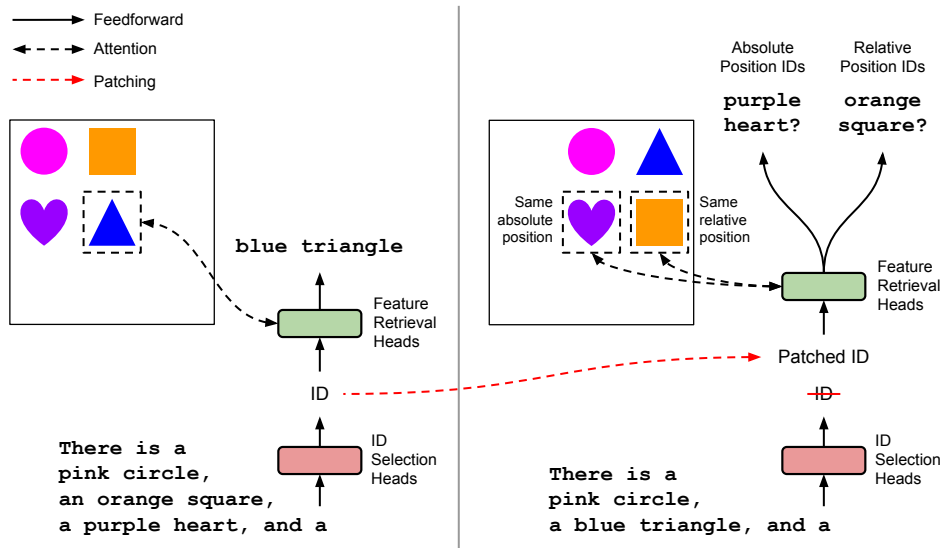 Feedforward
Attention
Patching
blue triangle
Feature
Retrieval
Heads
ID
ID
Selection
Heads
There is a
pink circle,
an orange square,
a purple heart, and a
Absolute
Position IDs
Relative
Position IDs
purple
heart?
orange
square?
Same
absolute
position
Same
relative
position
Feature
Retrieval
Heads
Patched ID
ID
ID
Selection
Heads
There is a
pink circle,
a blue triangle, and a